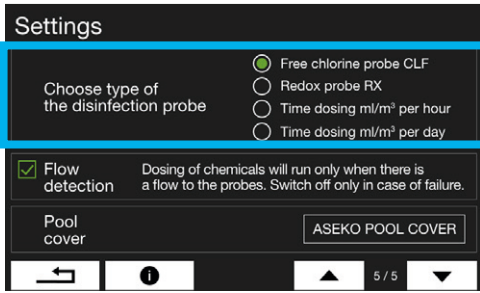 Settings
Choose type of
the disinfection probe
Free chlorine probe CLF
Redox probe RX
Time dosing ml/m³ per hour
Time dosing ml/m³ per day
Flow
detection
Dosing of chemicals will run only when there is
a flow to the probes. Switch off only in case of failure.
Pool
cover
ASEKO POOL COVER
5/5